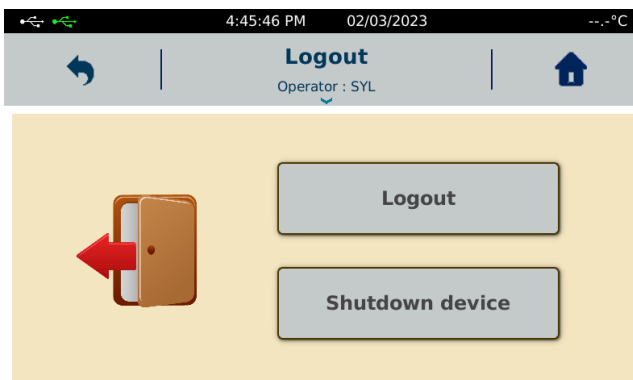 4:45:46 PM 02/03/2023 --.-°C
Logout
Operator : SYL
Logout
Shutdown device